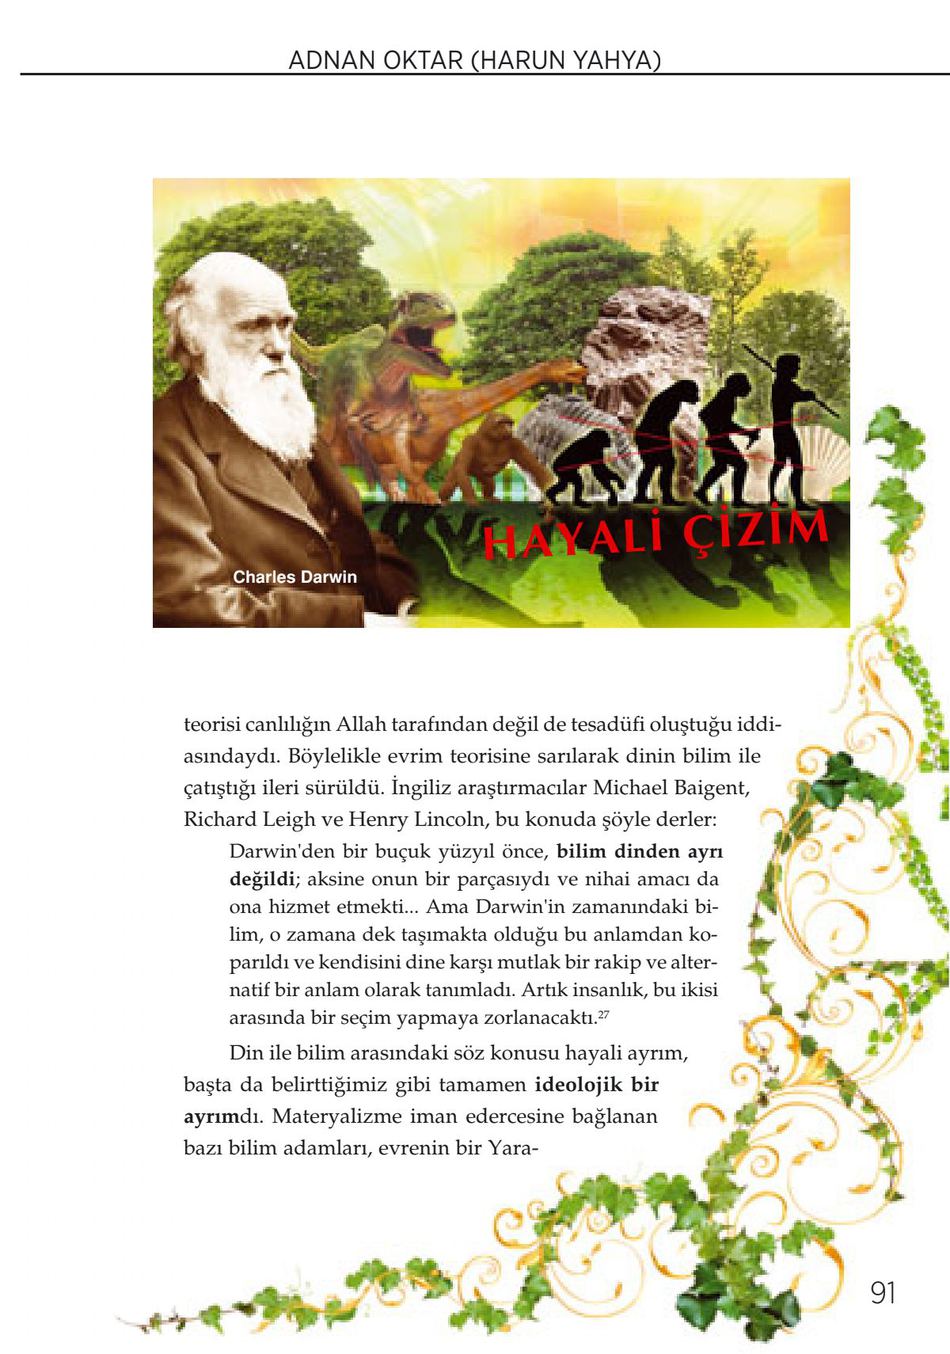 ADNAN OKTAR (HARUN YAHYA)
HAYALİ ÇİZİM
Charles Darwin
teorisi canlılığın Allah tarafından değil de tesadüfi oluştuğu iddi-
asındaydı. Böylelikle evrim teorisine sarılarak dinin bilim ile
çatıştığı ileri sürüldü. İngiliz araştırmacılar Michael Baigent,
Richard Leigh ve Henry Lincoln, bu konuda şöyle derler:
Darwin'den bir buçuk yüzyıl önce, bilim dinden ayrı
değildi; aksine onun bir parçasıydı ve nihai amacı da
ona hizmet etmekti... Ama Darwin'in zamanındaki bi-
lim, o zamana dek taşımakta olduğu bu anlamdan ko-
parıldı ve kendisini dine karşı mutlak bir rakip ve alter-
natif bir anlam olarak tanımladı. Artık insanlık, bu ikisi
arasında bir seçim yapmaya zorlanacaktı.27
Din ile bilim arasındaki söz konusu hayali ayrım,
başta da belirttiğimiz gibi tamamen ideolojik bir
ayrımdı. Materyalizme iman edercesine bağlanan
bazı bilim adamları, evrenin bir Yara-
91